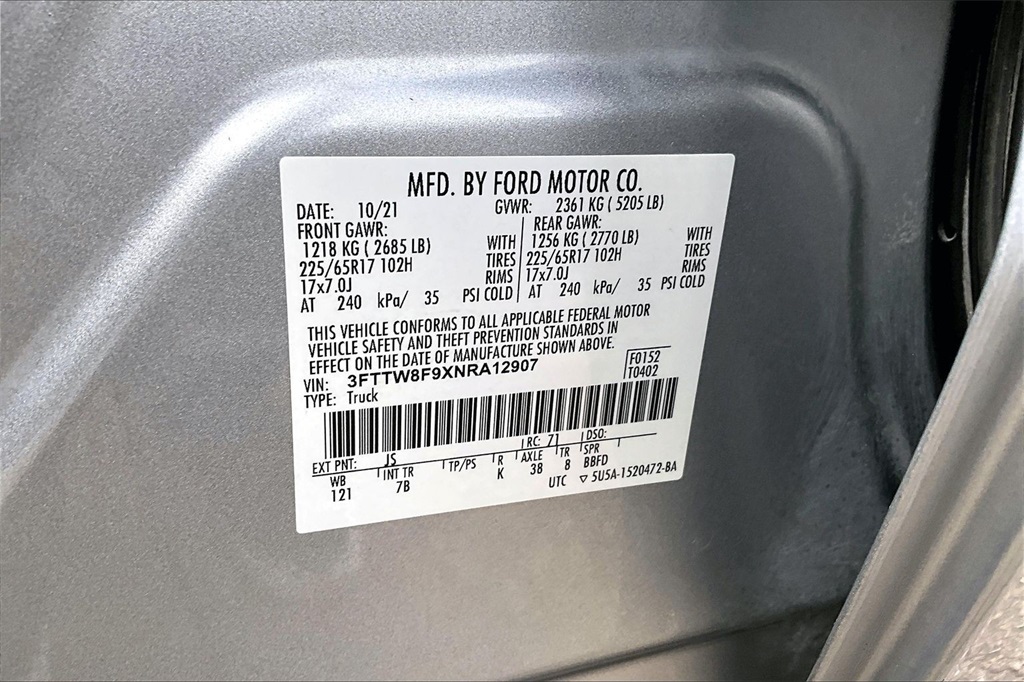 MFD. BY FORD MOTOR CO.
DATE: 10/21 GVWR: 2361 KG ( 5205 LB)
FRONT GAWR: REAR GAWR:
1218 KG ( 2685 LB) WITH 1256 KG ( 2770 LB) WITH
225/65R17 102H TIRES 225/65R17 102H TIRES
17x7.0J RIMS 17x7.0J RIMS
AT 240 kPa/ 35 PSI COLD AT 240 kPa/ 35 PSI COLD
THIS VEHICLE CONFORMS TO ALL APPLICABLE FEDERAL MOTOR
VEHICLE SAFETY AND THEFT PREVENTION STANDARDS IN
EFFECT ON THE DATE OF MANUFACTURE SHOWN ABOVE.
VIN: 3FTTW8F9XNRA12907 F0152
TYPE: Truck T0402
EXT PNT: JS RC: 71 DSO:
WB INT TR TP/PS R AXLE TR SPR
121 7B K 38 8 BBFD
UTC ▽ 5U5A-1520472-BA